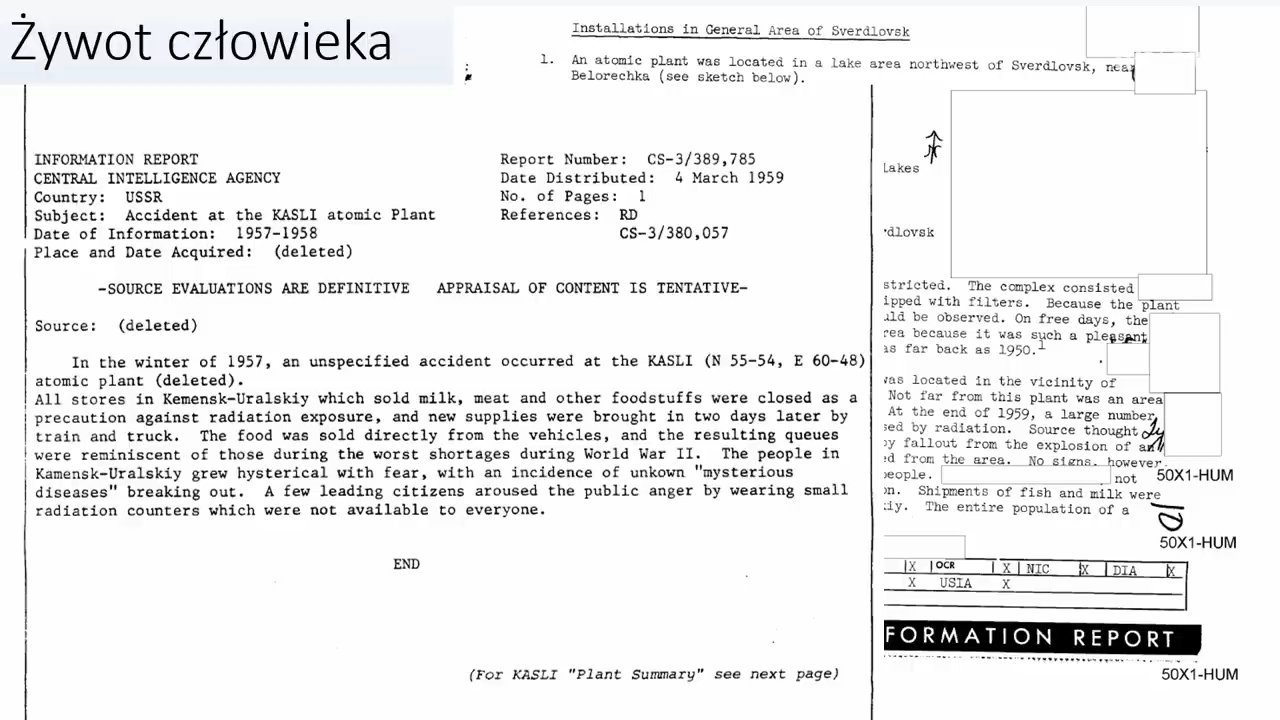 Żywot człowieka
Installations in General Area of Sverdlovsk
1. An atomic plant was located in a lake area northwest of Sverdlovsk, near
Belorechka (see sketch below).
INFORMATION REPORT
CENTRAL INTELLIGENCE AGENCY
Country: USSR
Subject: Accident at the KASLI atomic Plant
Date of Information: 1957-1958
Place and Date Acquired: (deleted)
Report Number: CS-3/389,785
Date Distributed: 4 March 1959
No. of Pages: 1
References: RD
CS-3/380,057
-SOURCE EVALUATIONS ARE DEFINITIVE APPRAISAL OF CONTENT IS TENTATIVE-
Source: (deleted)
In the winter of 1957, an unspecified accident occurred at the KASLI (N 55-54, E 60-48)
atomic plant (deleted).
All stores in Kemensk-Uralskiy which sold milk, meat and other foodstuffs were closed as a
precaution against radiation exposure, and new supplies were brought in two days later by
train and truck. The food was sold directly from the vehicles, and the resulting queues
were reminiscent of those during the worst shortages during World War II. The people in
Kamensk-Uralskiy grew hysterical with fear, with an incidence of unkown "mysterious
diseases" breaking out. A few leading citizens aroused the public anger by wearing small
radiation counters which were not available to everyone.
END
(For KASLI "Plant Summary" see next page)
Lakes
dlovsk
stricted. The complex consisted
ipped with filters. Because the plant
uld be observed. On free days, the
rea because it was such a pleasant
as far back as 1950.1
was located in the vicinity of
Not far from this plant was an area
At the end of 1959, a large number
sed by radiation. Source thought
by fallout from the explosion of an
ed from the area. No signs, however,
people. not
50X1-HUM
on. Shipments of fish and milk were
iy. The entire population of a
50X1-HUM
X OCR X NIC X DIA X
X USIA X
FORMATION REPORT
50X1-HUM